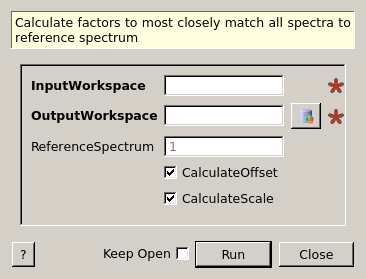 Calculate factors to most closely match all spectra to
reference spectrum
InputWorkspace
OutputWorkspace
ReferenceSpectrum 1
CalculateOffset
CalculateScale
? Keep Open Run Close